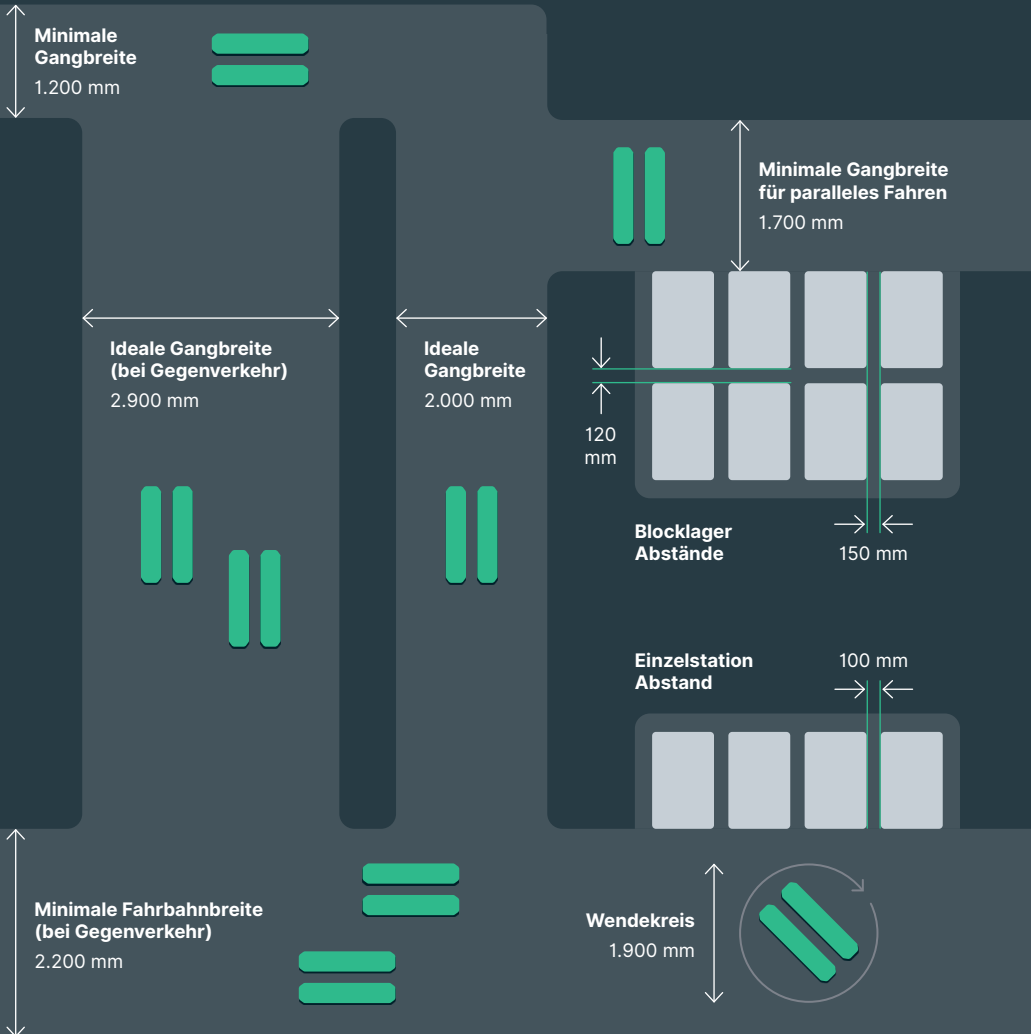 Minimale
Gangbreite
1.200 mm
Minimale Gangbreite
für paralleles Fahren
1.700 mm
Ideale Gangbreite
(bei Gegenverkehr)
2.900 mm
Ideale
Gangbreite
2.000 mm
120
mm
Blocklager
Abstände
150 mm
Einzelstation
Abstand
100 mm
Minimale Fahrbahnbreite
(bei Gegenverkehr)
2.200 mm
Wendekreis
1.900 mm